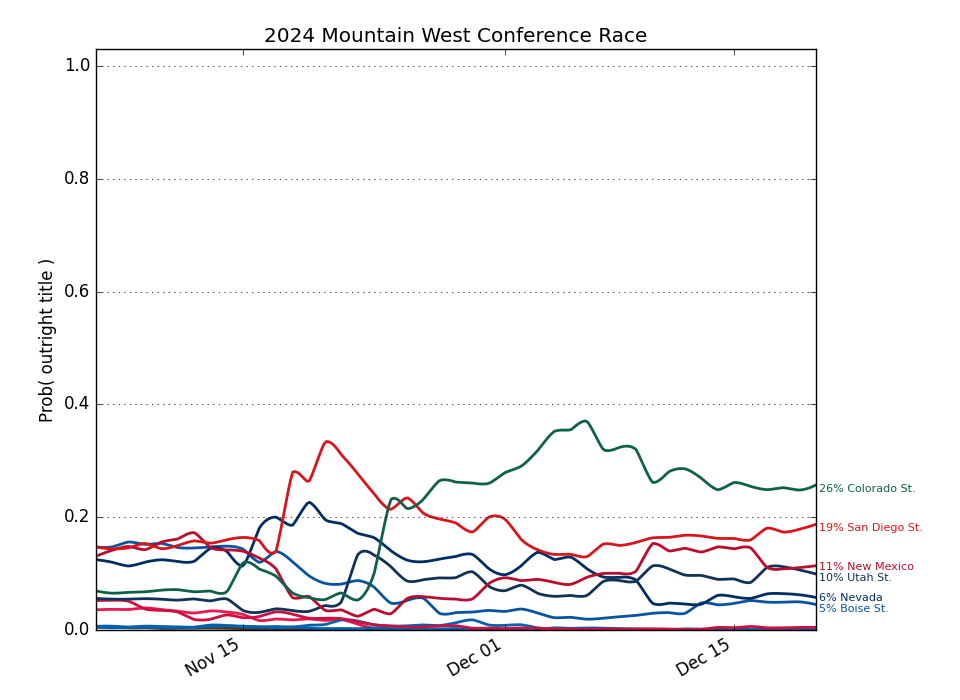 2024 Mountain West Conference Race
Prob( outright title )
1.0
0.8
0.6
0.4
0.2
0.0
Nov 15
Dec 01
Dec 15
26% Colorado St.
19% San Diego St.
11% New Mexico
10% Utah St.
6% Nevada
5% Boise St.